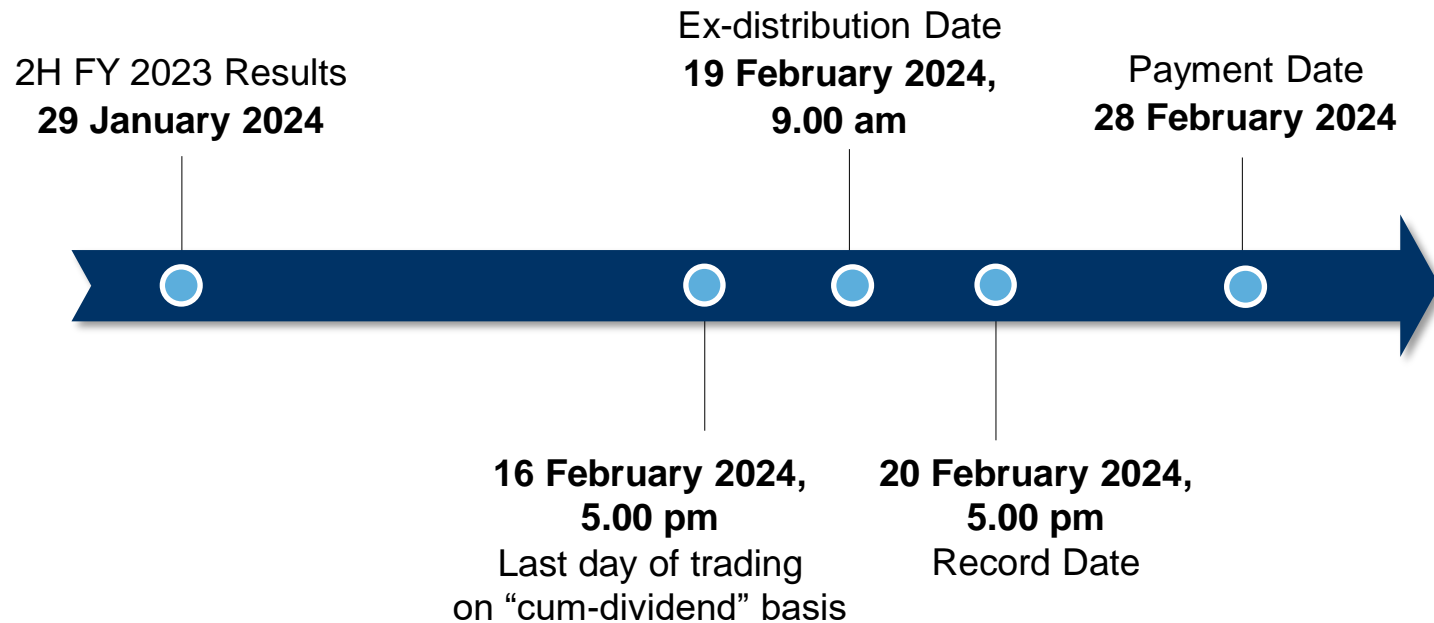 2H FY 2023 Results
29 January 2024
Ex-distribution Date
19 February 2024,
9.00 am
Payment Date
28 February 2024
16 February 2024,
5.00 pm
Last day of trading
on “cum-dividend” basis
20 February 2024,
5.00 pm
Record Date